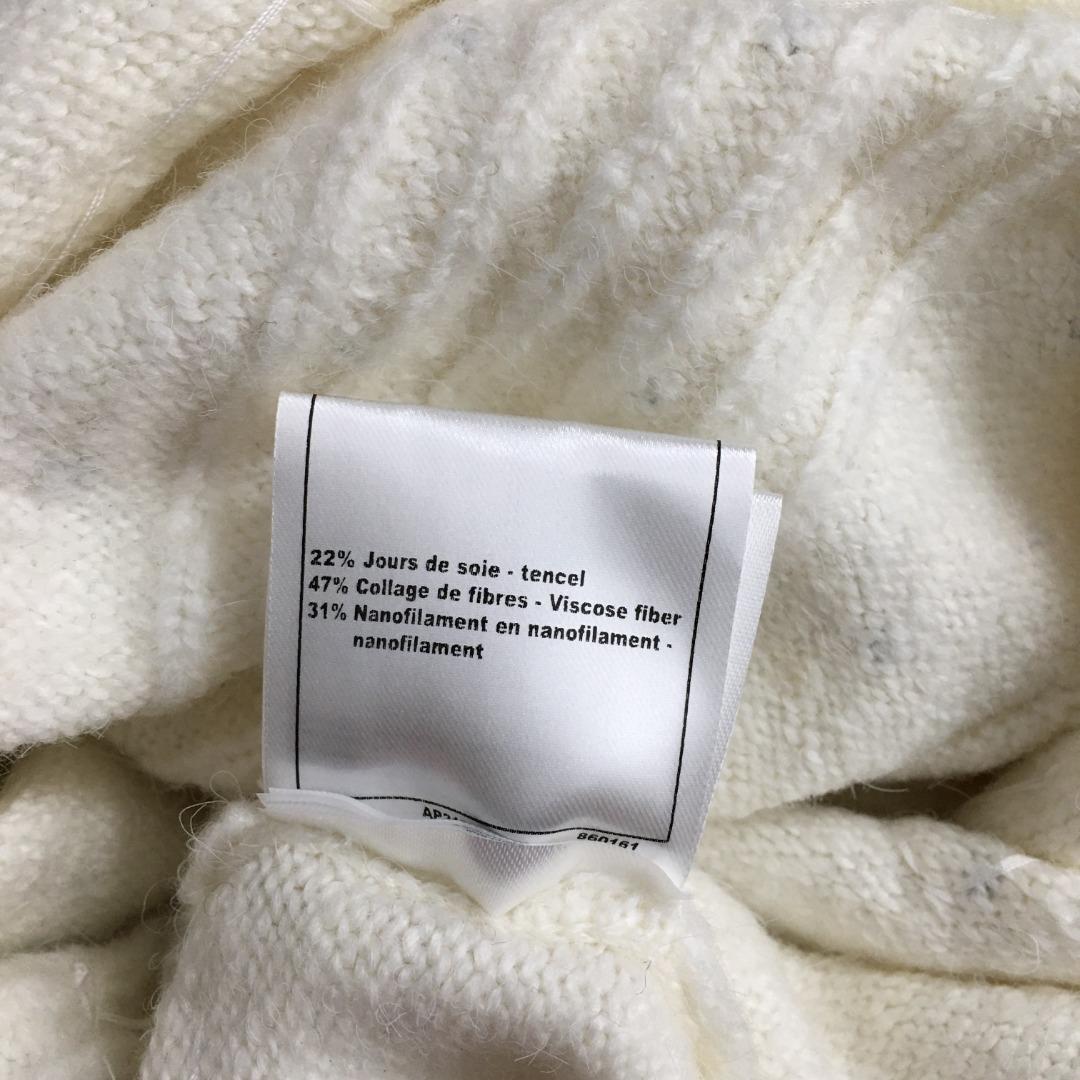 22% Jours de soie - tencel
47% Collage de fibres - Viscose fiber
31% Nanofilament en nanofilament -
nanofilament
860161